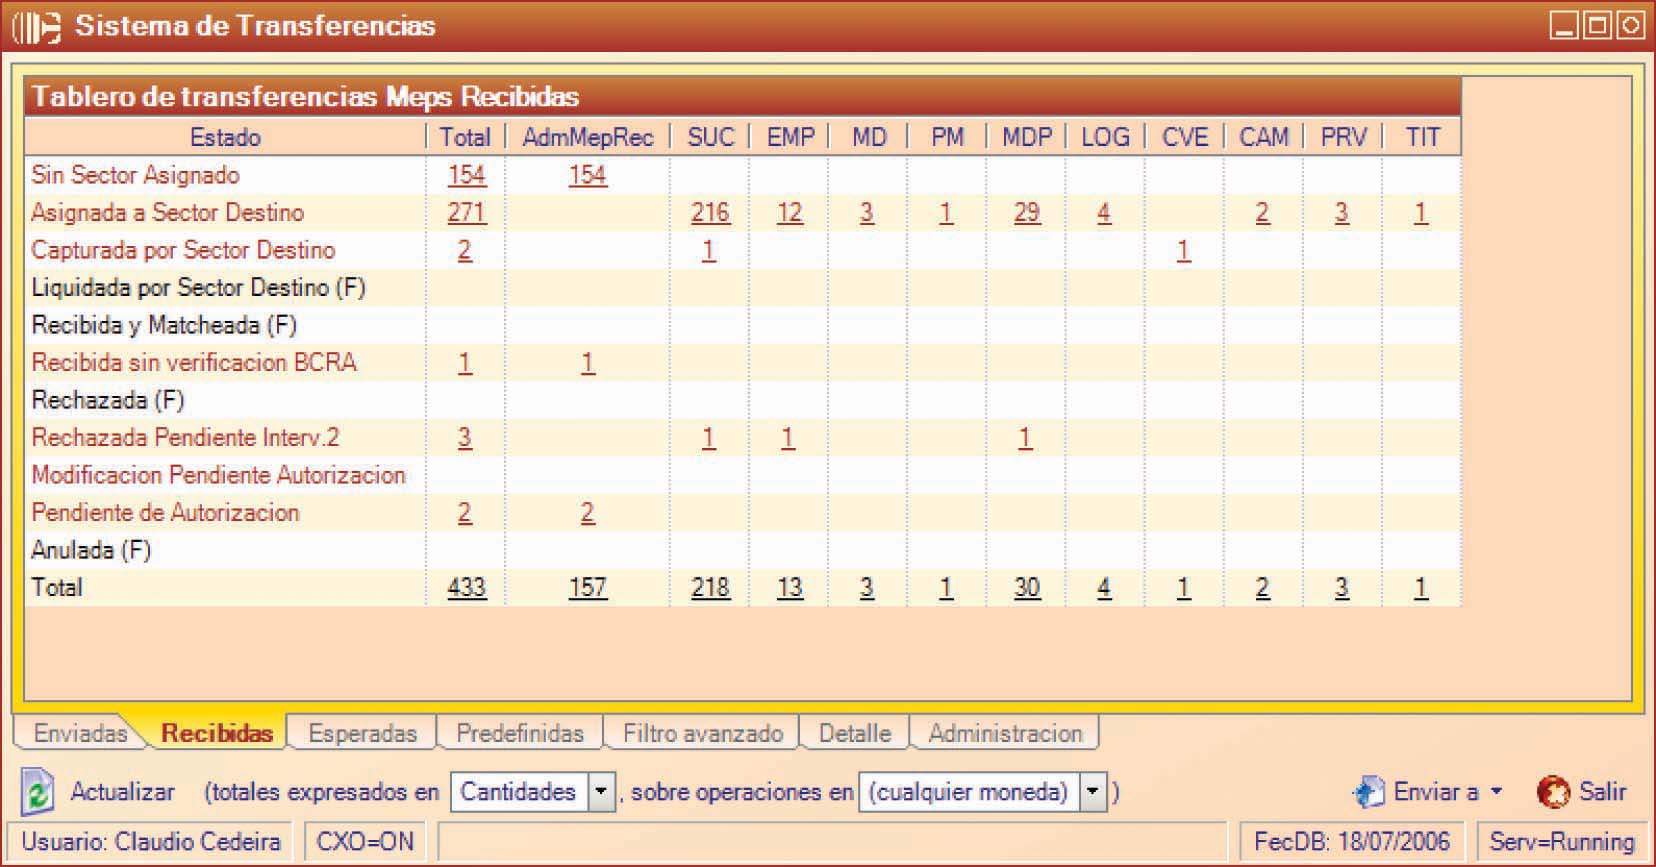 Sistema de Transferencias
Tablero de transferencias Meps Recibidas
Estado Total AdmMepRec SUC EMP MD PM MDP LOG CVE CAM PRV TIT
Sin Sector Asignado 154 154
Asignada a Sector Destino 271 216 12 3 1 29 4 2 3 1
Capturada por Sector Destino 2 1 1
Liquidada por Sector Destino (F)
Recibida y Matcheada (F)
Recibida sin verificacion BCRA 1 1
Rechazada (F)
Rechazada Pendiente Interv.2 3 1 1 1
Modificacion Pendiente Autorizacion
Pendiente de Autorizacion 2 2
Anulada (F)
Total 433 157 218 13 3 1 30 4 1 2 3 1
Enviadas Recibidas Esperadas Predefinidas Filtro avanzado Detalle Administracion
Actualizar (totales expresados en Cantidades , sobre operaciones en (cualquier moneda) ) Enviar a Salir
Usuario: Claudio Cedeira CXO=ON FecDB: 18/07/2006 Serv=Running